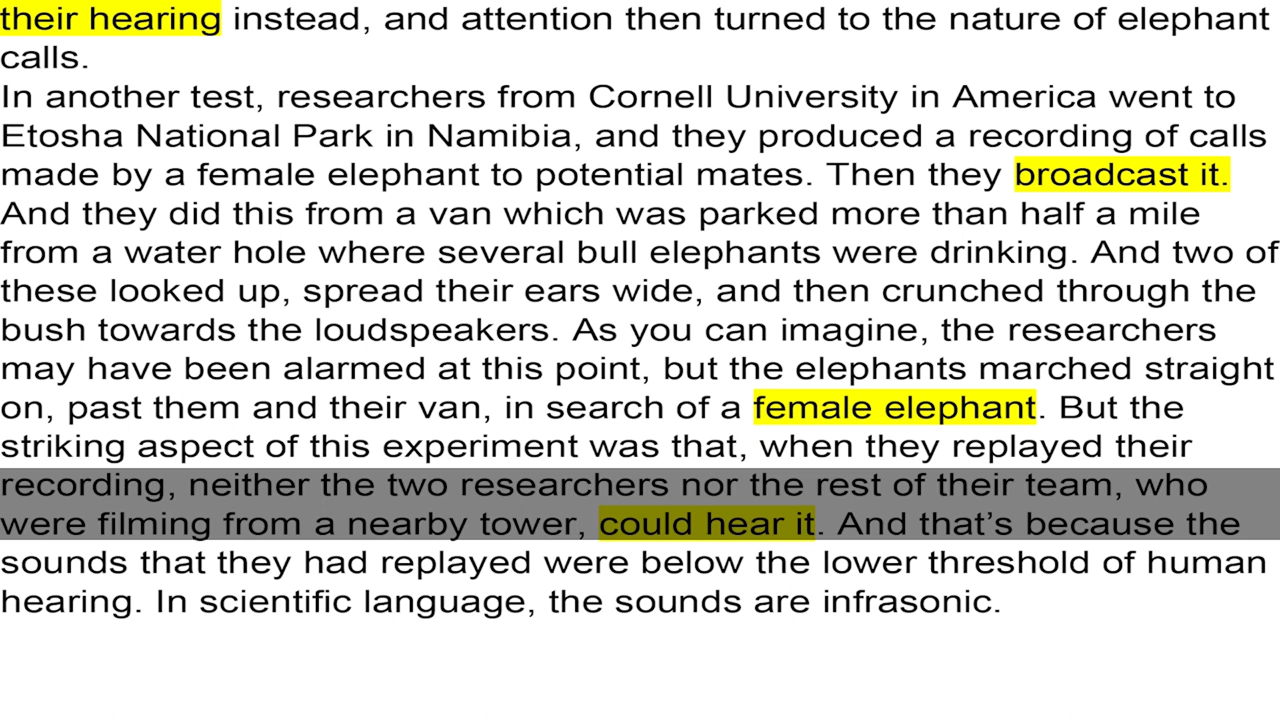 their hearing instead, and attention then turned to the nature of elephant
calls.
In another test, researchers from Cornell University in America went to
Etosha National Park in Namibia, and they produced a recording of calls
made by a female elephant to potential mates. Then they broadcast it.
And they did this from a van which was parked more than half a mile
from a water hole where several bull elephants were drinking. And two of
these looked up, spread their ears wide, and then crunched through the
bush towards the loudspeakers. As you can imagine, the researchers
may have been alarmed at this point, but the elephants marched straight
on, past them and their van, in search of a female elephant. But the
striking aspect of this experiment was that, when they replayed their
recording, neither the two researchers nor the rest of their team, who
were filming from a nearby tower, could hear it. And that’s because the
sounds that they had replayed were below the lower threshold of human
hearing. In scientific language, the sounds are infrasonic.